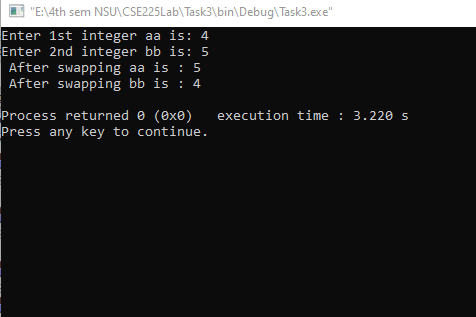 "E:\4th sem NSU\CSE225Lab\Task3\bin\Debug\Task3.exe"
Enter 1st integer aa is: 4
Enter 2nd integer bb is: 5
 After swapping aa is : 5
 After swapping bb is : 4
Process returned 0 (0x0)   execution time : 3.220 s
Press any key to continue.